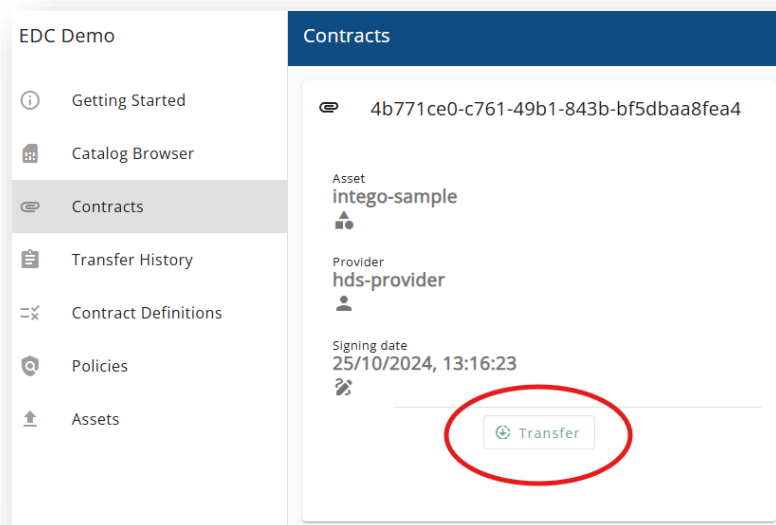 EDC Demo
Getting Started
Catalog Browser
Contracts
Transfer History
Contract Definitions
Policies
Assets
Contracts
4b771ce0-c761-49b1-843b-bf5dbaa8fea4
Asset
intego-sample
Provider
hds-provider
Signing date
25/10/2024, 13:16:23
Transfer